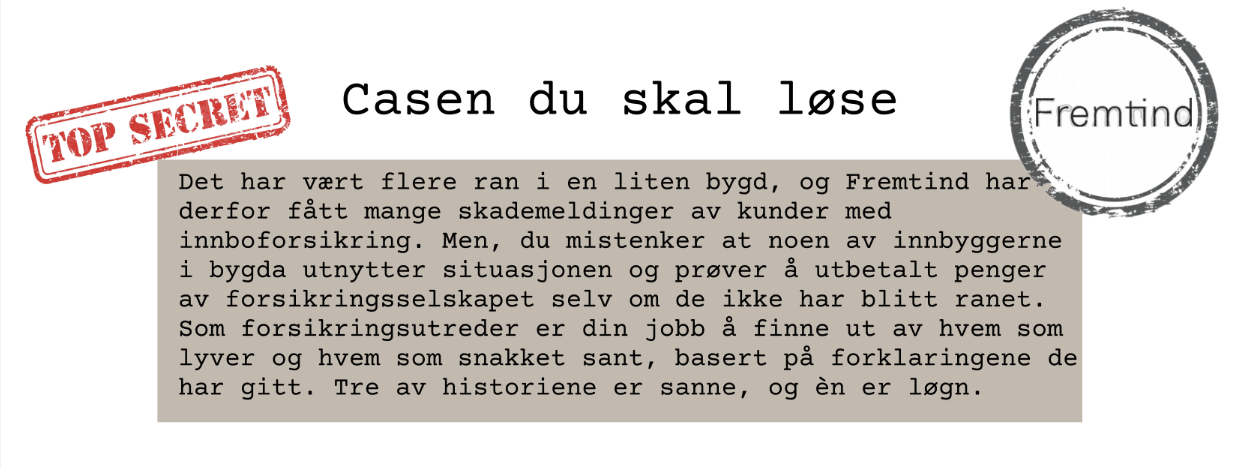 Casen du skal løse
TOP SECRET
Fremtind
Det har vært flere ran i en liten bygd, og Fremtind har
derfor fått mange skademeldinger av kunder med
innboforsikring. Men, du mistenker at noen av innbyggerne
i bygda utnytter situasjonen og prøver å utbetalt penger
av forsikringsselskapet selv om de ikke har blitt ranet.
Som forsikringsutreder er din jobb å finne ut av hvem som
lyver og hvem som snakket sant, basert på forklaringene de
har gitt. Tre av historiene er sanne, og èn er løgn.